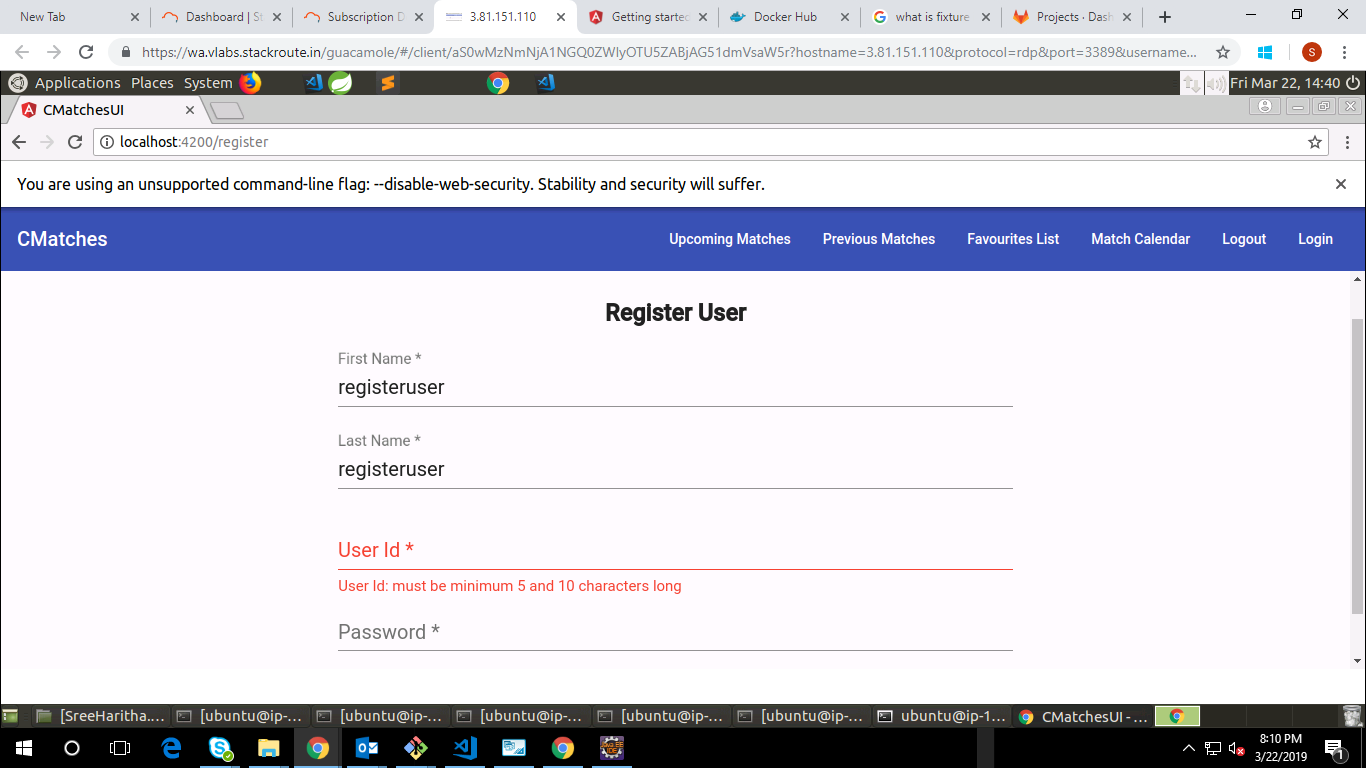 New Tab
Dashboard | St
Subscription D
3.81.151.110
Getting started
Docker Hub
what is fixture
Projects · Dash
https://wa.vlabs.stackroute.in/guacamole/#/client/aS0wMzNmNjA1NGQ0ZWIyOTU5ZABjAG51dmVsaW5r?hostname=3.81.151.110&protocol=rdp&port=3389&username...
S
Applications Places System
Fri Mar 22, 14:40
CMatchesUI
localhost:4200/register
You are using an unsupported command-line flag: --disable-web-security. Stability and security will suffer.
CMatches
Upcoming Matches
Previous Matches
Favourites List
Match Calendar
Logout
Login
Register User
First Name *
registeruser
Last Name *
registeruser
User Id *
User Id: must be minimum 5 and 10 characters long
Password *
[SreeHaritha....
[ubuntu@ip-...
[ubuntu@ip-...
[ubuntu@ip-...
[ubuntu@ip-...
[ubuntu@ip-...
ubuntu@ip-1...
CMatchesUI - ...
8:10 PM
3/22/2019
1